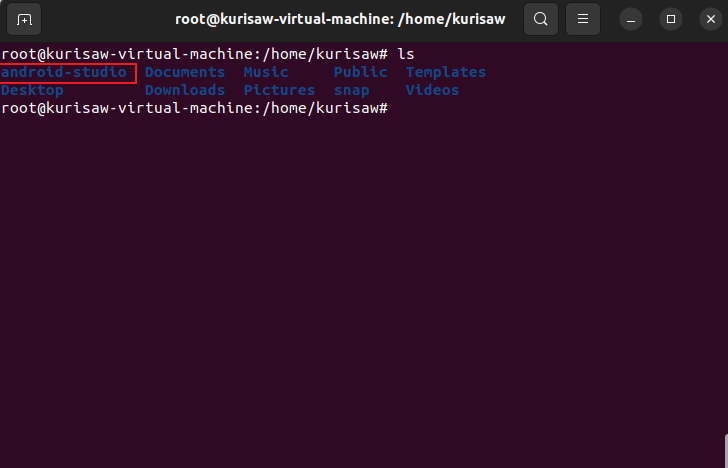 root@kurisaw-virtual-machine: /home/kurisaw
root@kurisaw-virtual-machine:/home/kurisaw# ls
android-studio  Documents  Music     Public  Templates
Desktop         Downloads  Pictures  snap    Videos
root@kurisaw-virtual-machine:/home/kurisaw#